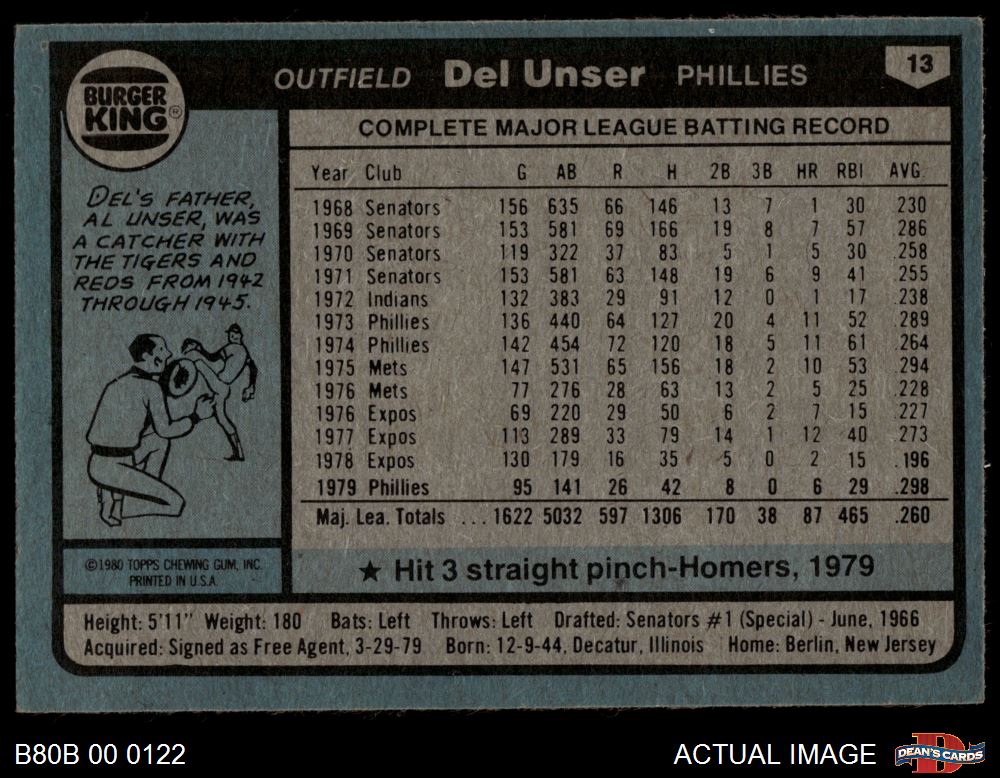 BURGER
KING®
OUTFIELD Del Unser PHILLIES
13
DEL'S FATHER,
AL UNSER, WAS
A CATCHER WITH
THE TIGERS AND
REDS FROM 1942
THROUGH 1945.
©1980 TOPPS CHEWING GUM, INC.
PRINTED IN U.S.A.
COMPLETE MAJOR LEAGUE BATTING RECORD
Year Club G AB R H 2B 3B HR RBI AVG.
1968 Senators 156 635 66 146 13 7 1 30 .230
1969 Senators 153 581 69 166 19 8 7 57 .286
1970 Senators 119 322 37 83 5 1 5 30 .258
1971 Senators 153 581 63 148 19 6 9 41 .255
1972 Indians 132 383 29 91 12 0 1 17 .238
1973 Phillies 136 440 64 127 20 4 11 52 .289
1974 Phillies 142 454 72 120 18 5 11 61 .264
1975 Mets 147 531 65 156 18 2 10 53 .294
1976 Mets 77 276 28 63 13 2 5 25 .228
1976 Expos 69 220 29 50 6 2 7 15 .227
1977 Expos 113 289 33 79 14 1 12 40 .273
1978 Expos 130 179 16 35 5 0 2 15 .196
1979 Phillies 95 141 26 42 8 0 6 29 .298
Maj. Lea. Totals ... 1622 5032 597 1306 170 38 87 465 .260
★ Hit 3 straight pinch-Homers, 1979
Height: 5'11" Weight: 180 Bats: Left Throws: Left Drafted: Senators #1 (Special) - June, 1966
Acquired: Signed as Free Agent, 3-29-79 Born: 12-9-44, Decatur, Illinois Home: Berlin, New Jersey
B80B 00 0122
ACTUAL IMAGE
DEAN'S CARDS